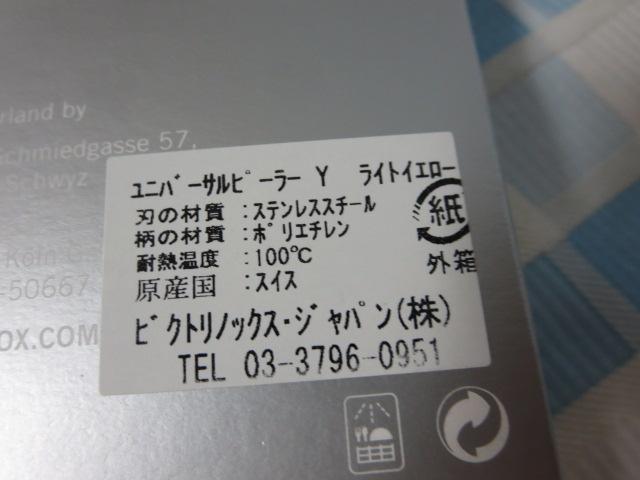 rland by
chmiedgasse 57,
Schwyz
Köln-G
-50667
OX.COM
ユニバーサルピーラー Y ライトイエロー
刃の材質 :ステンレススチール
柄の材質 :ポリエチレン
耐熱温度 :100℃
原産国 :スイス
紙
外箱
ビクトリノックス・ジャパン(株)
TEL 03-3796-0951